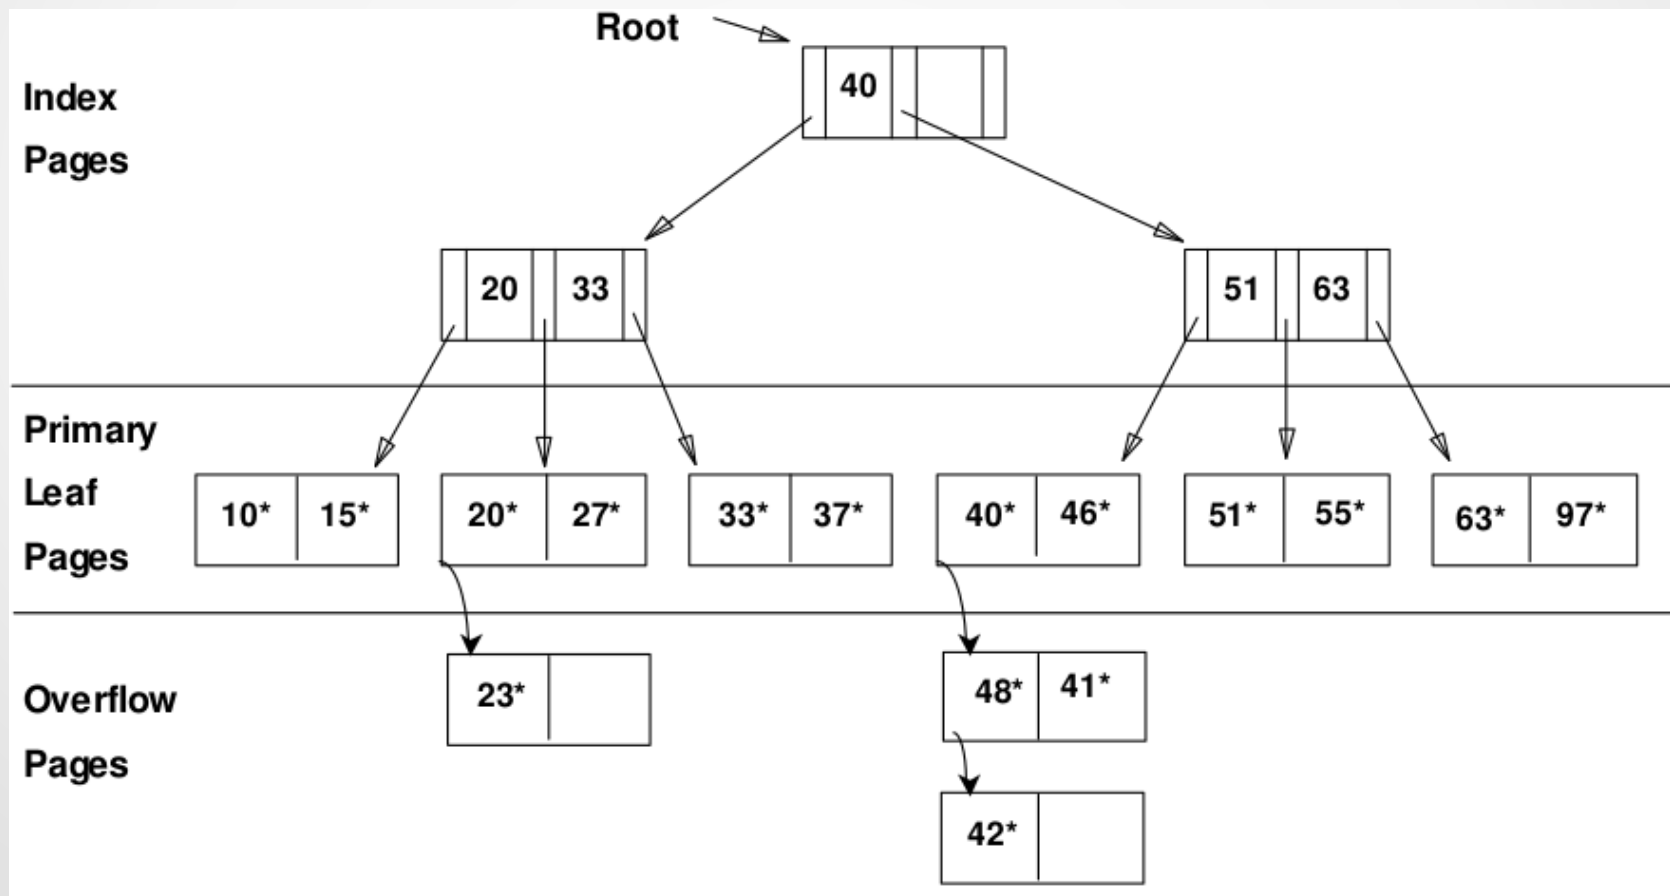 Root
Index
Pages
40
20 33
51 63
Primary
Leaf
Pages
10* 15*
20* 27*
33* 37*
40* 46*
51* 55*
63* 97*
Overflow
Pages
23*
48* 41*
42*